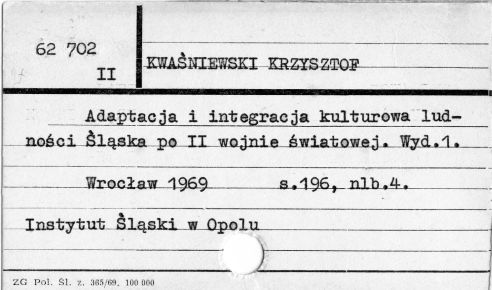 62 702
II
KWAŚNIEWSKI KRZYSZTOF
Adaptacja i integracja kulturowa lud-
ności Śląska po II wojnie światowej. Wyd.1.
Wrocław 1969 s.196, nlb.4.
Instytut Śląski w Opolu
ZG Pol. Śl. z. 365/69. 100 000